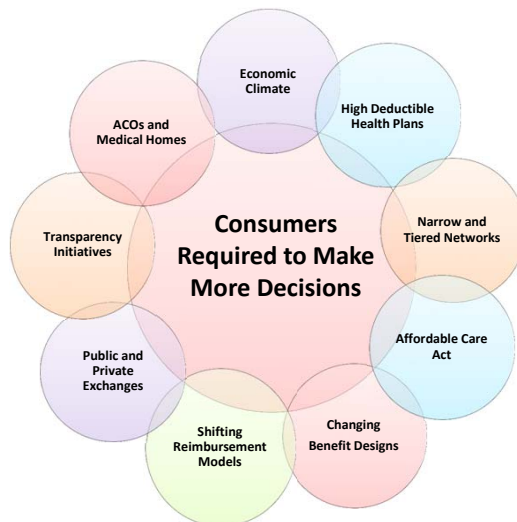 Economic
Climate
High Deductible
Health Plans
Narrow and
Tiered Networks
Affordable Care
Act
Changing
Benefit Designs
Shifting
Reimbursement
Models
Public and
Private
Exchanges
Transparency
Initiatives
ACOs and
Medical Homes
Consumers
Required to Make
More Decisions